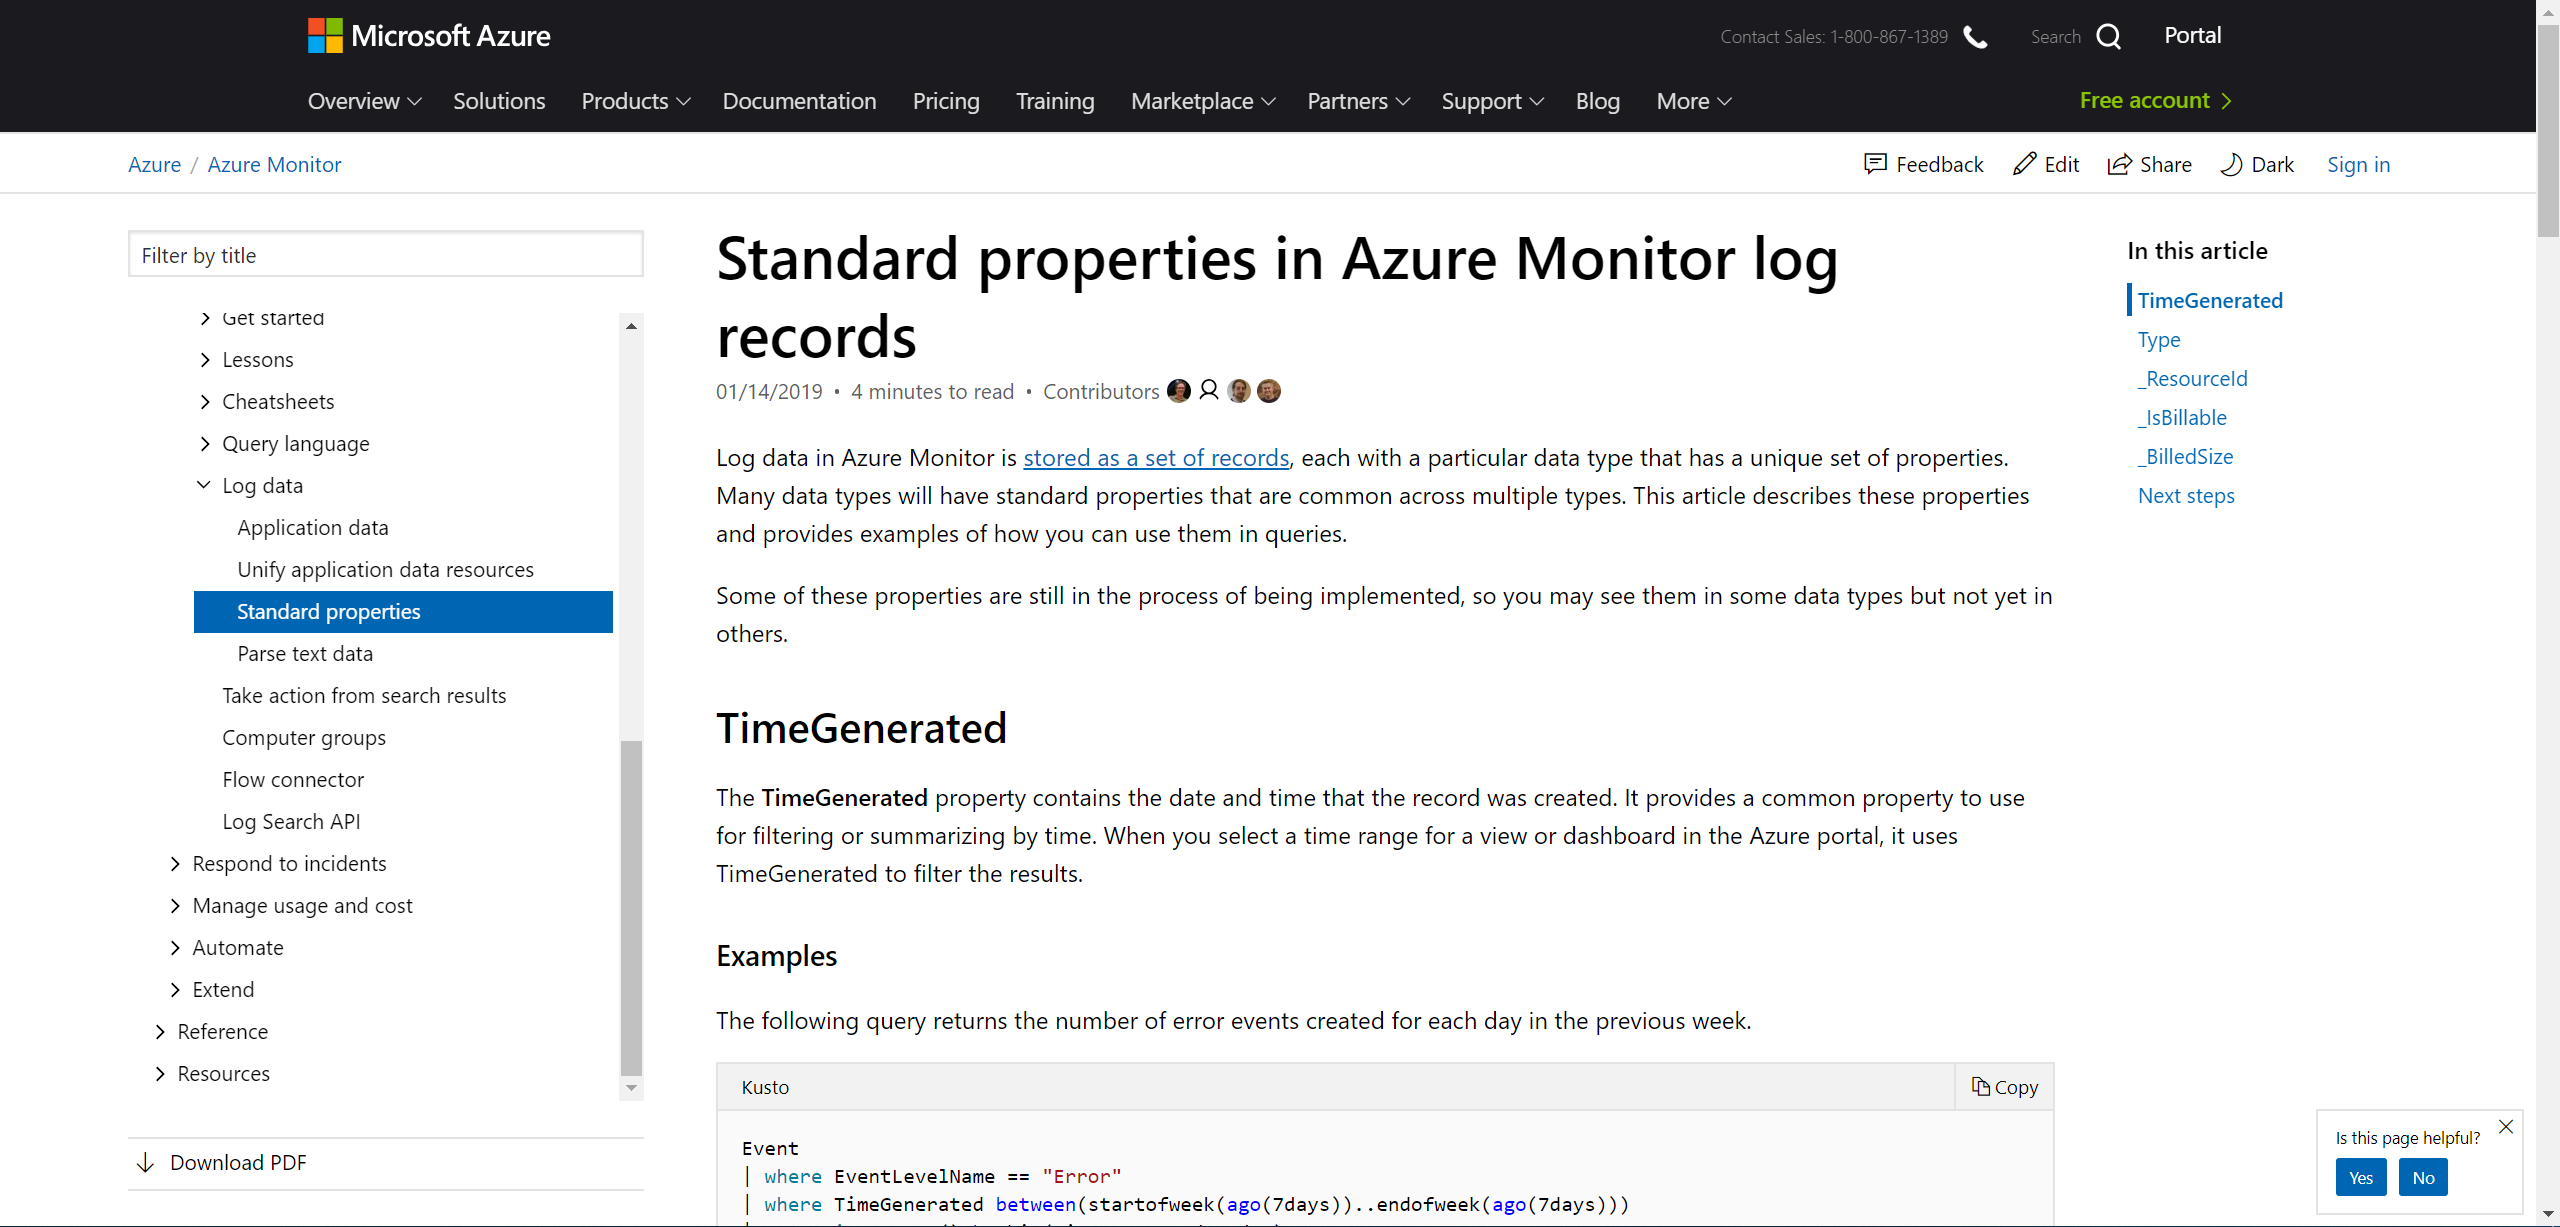 Microsoft Azure
Contact Sales: 1-800-867-1389
Search
Portal
Overview
Solutions
Products
Documentation
Pricing
Training
Marketplace
Partners
Support
Blog
More
Free account
Azure / Azure Monitor
Feedback
Edit
Share
Dark
Sign in
Filter by title
Get started
Lessons
Cheatsheets
Query language
Log data
Application data
Unify application data resources
Standard properties
Parse text data
Take action from search results
Computer groups
Flow connector
Log Search API
Respond to incidents
Manage usage and cost
Automate
Extend
Reference
Resources
Download PDF
Standard properties in Azure Monitor log
records
01/14/2019 • 4 minutes to read • Contributors
Log data in Azure Monitor is stored as a set of records, each with a particular data type that has a unique set of properties.
Many data types will have standard properties that are common across multiple types. This article describes these properties
and provides examples of how you can use them in queries.
Some of these properties are still in the process of being implemented, so you may see them in some data types but not yet in
others.
TimeGenerated
The TimeGenerated property contains the date and time that the record was created. It provides a common property to use
for filtering or summarizing by time. When you select a time range for a view or dashboard in the Azure portal, it uses
TimeGenerated to filter the results.
Examples
The following query returns the number of error events created for each day in the previous week.
Kusto
Copy
Event
| where EventLevelName == "Error"
| where TimeGenerated between(startofweek(ago(7days))..endofweek(ago(7days)))
In this article
TimeGenerated
Type
_ResourceId
_IsBillable
_BilledSize
Next steps
Is this page helpful?
Yes
No